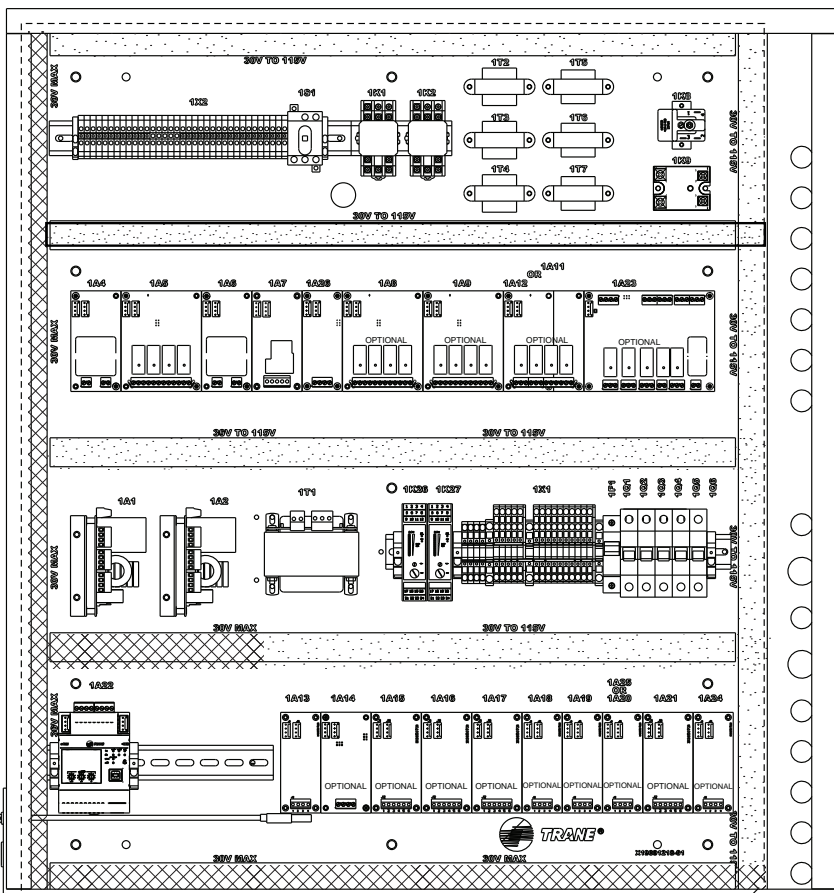 30V TO 115V
30V MAX
1T2 1T5
1X2 1S1 1K1 1K2 1K8
30V TO 115V
1T3 1T6
1K9
1T4 1T7
30V TO 115V
1A11
OR
1A4 1A5 1A6 1A7 1A26 1A8 1A9 1A12 1A23
30V MAX
30V TO 115V
OPTIONAL OPTIONAL OPTIONAL OPTIONAL
30V TO 115V 30V TO 115V
1A1 1A2 1T1 1K26 1K27 1X1 1F1 1Q1 1Q2 1Q3 1Q4 1Q5 1Q6
30V MAX
30V TO 115V
30V MAX 30V TO 115V
30V MAX
1A22
1A25
OR
1A13 1A14 1A15 1A16 1A17 1A18 1A19 1A20 1A21 1A24
OPTIONAL OPTIONAL OPTIONAL OPTIONAL OPTIONAL OPTIONAL OPTIONAL OPTIONAL OPTIONAL
TRANE ®
30V TO 11
30V MAX 30V MAX